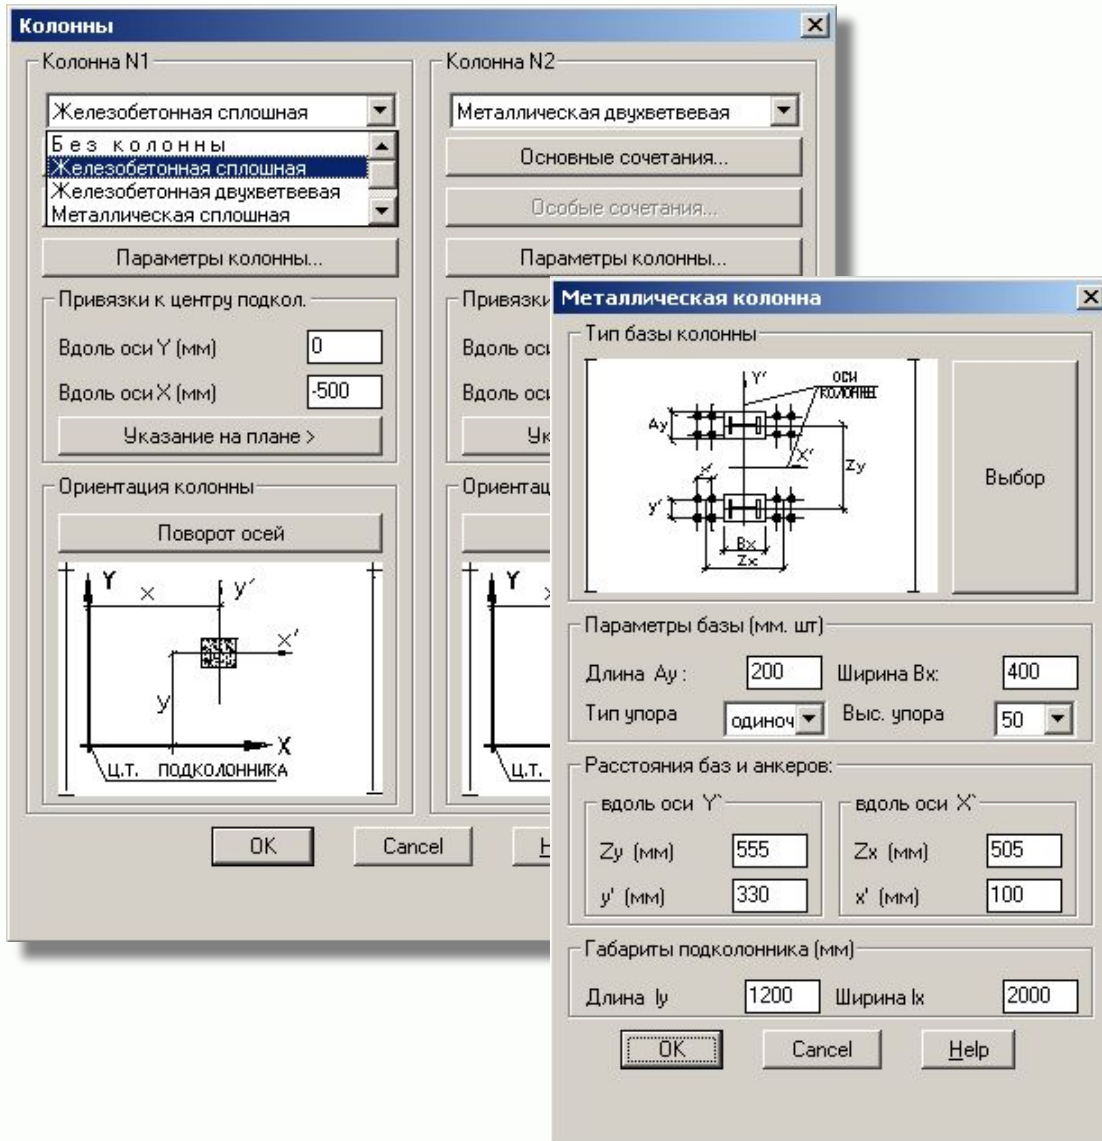 Колонны
Колонна N1
Железобетонная сплошная
Без колонны
Железобетонная сплошная
Железобетонная двухветвевая
Металлическая сплошная
Параметры колонны...
Привязки к центру подкол.
Вдоль оси Y (мм) 0
Вдоль оси X (мм) -500
Указание на плане >
Ориентация колонны
Поворот осей
Y x y' x'
y
X
Ц.Т. ПОДКОЛОННИКА
Колонна N2
Металлическая двухветвевая
Основные сочетания...
Особые сочетания...
Параметры колонны...
Привязки
Вдоль оси
Вдоль оси
Ук
Ориентац
Y
Ц.Т.
OK Cancel H
Металлическая колонна
Тип базы колонны
Y' ОСИ КОЛОННЫ
Ay X' Zy
x'
y'
Bx
Zx
Выбор
Параметры базы (мм. шт)
Длина Ay : 200 Ширина Bx: 400
Тип упора одиноч Выс. упора 50
Расстояния баз и анкеров:
вдоль оси Y`
Zy (мм) 555
y' (мм) 330
вдоль оси X`
Zx (мм) 505
x' (мм) 100
Габариты подколонника (мм)
Длина ly 1200 Ширина lx 2000
OK Cancel Help